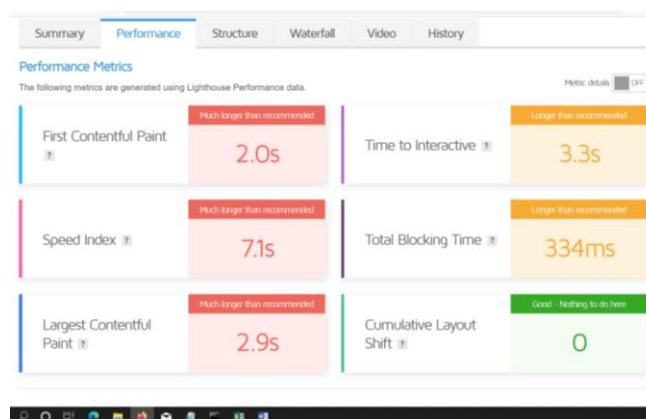 Summary Performance Structure Waterfall Video History
Performance Metrics
The following metrics are generated using Lighthouse Performance data.
Metric details OFF
First Contentful Paint ?
Much longer than recommended
2.0s
Time to Interactive ?
Longer than recommended
3.3s
Speed Index ?
Much longer than recommended
7.1s
Total Blocking Time ?
Longer than recommended
334ms
Largest Contentful
Paint ?
Much longer than recommended
2.9s
Cumulative Layout
Shift ?
Good - Nothing to do here
0